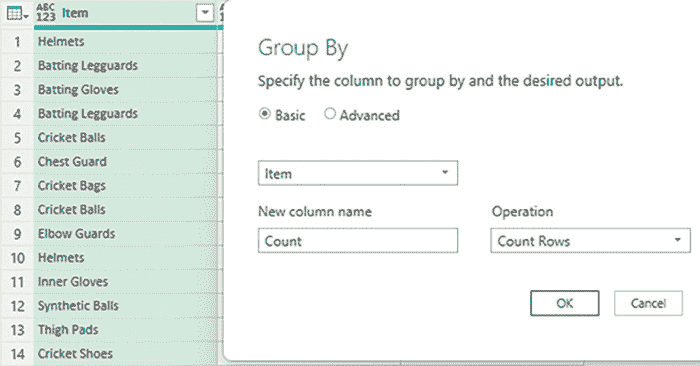 ABC
123 Item
1 Helmets
2 Batting Legguards
3 Batting Gloves
4 Batting Legguards
5 Cricket Balls
6 Chest Guard
7 Cricket Bags
8 Cricket Balls
9 Elbow Guards
10 Helmets
11 Inner Gloves
12 Synthetic Balls
13 Thigh Pads
14 Cricket Shoes
Group By
Specify the column to group by and the desired output.
Basic Advanced
Item
New column name Operation
Count Count Rows
OK Cancel